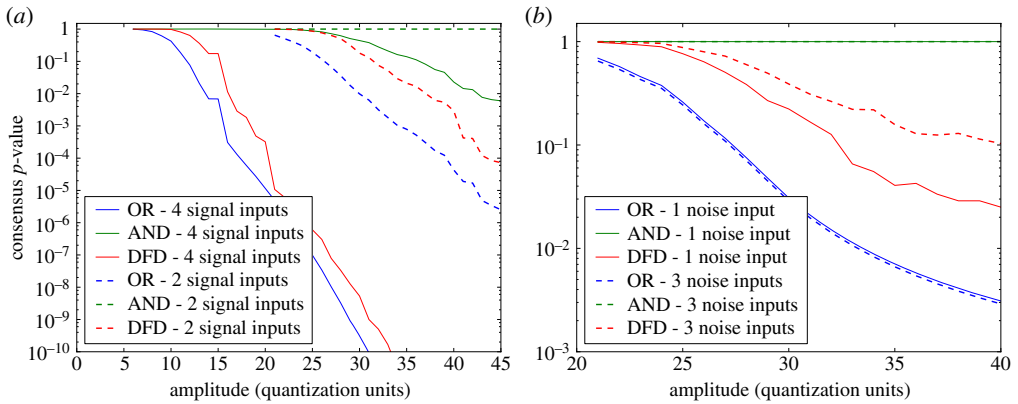 (a)
1
10⁻¹
10⁻²
10⁻³
10⁻⁴
10⁻⁵
10⁻⁶
10⁻⁷
10⁻⁸
10⁻⁹
10⁻¹⁰
consensus p-value
OR - 4 signal inputs
AND - 4 signal inputs
DFD - 4 signal inputs
OR - 2 signal inputs
AND - 2 signal inputs
DFD - 2 signal inputs
0 5 10 15 20 25 30 35 40 45
amplitude (quantization units)
(b)
1
10⁻¹
10⁻²
10⁻³
OR - 1 noise input
AND - 1 noise input
DFD - 1 noise input
OR - 3 noise inputs
AND - 3 noise inputs
DFD - 3 noise inputs
20 25 30 35 40
amplitude (quantization units)